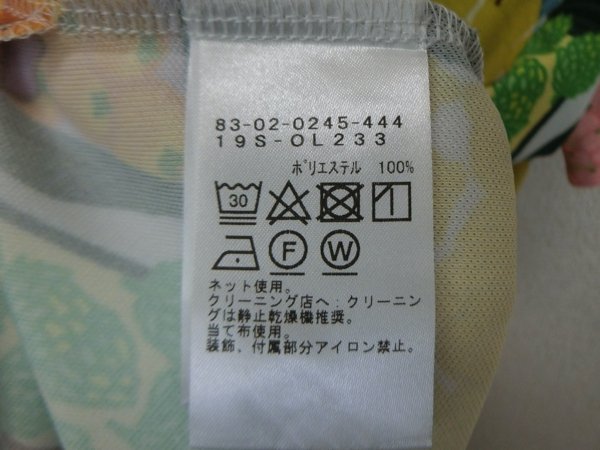 83-02-0245-444
19S-OL233
ポリエステル 100%
30
F W
ネット使用。
クリーニング店へ:クリーニン
グは静止乾燥機推奨。
当て布使用。
装飾、付属部分アイロン禁止。